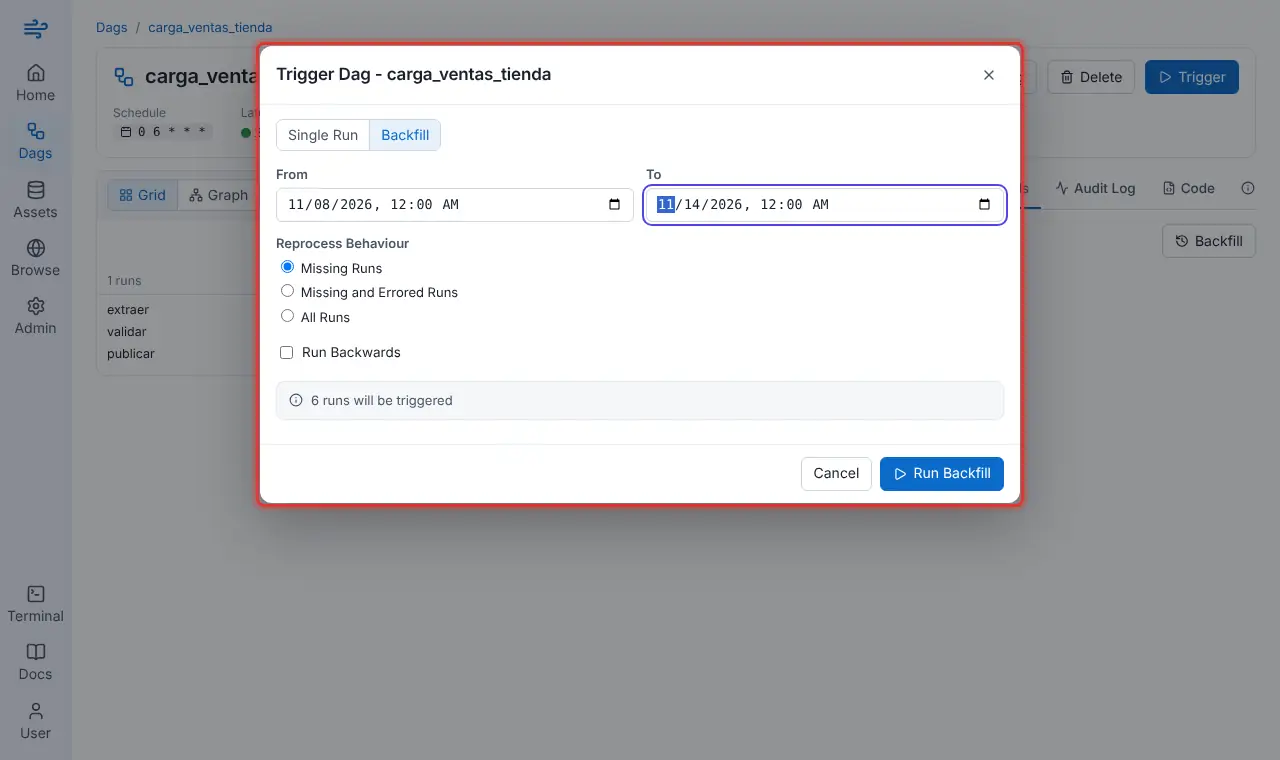 Dags / carga_ventas_tienda
Home
Dags
Assets
Browse
Admin
Terminal
Docs
User
carga_venta
Delete
Trigger
Schedule
0 6 * * *
Grid
Graph
Audit Log
Code
Backfill
1 runs
extraer
validar
publicar
Trigger Dag - carga_ventas_tienda
Single Run
Backfill
From
To
11/08/2026, 12:00 AM
11/14/2026, 12:00 AM
Reprocess Behaviour
Missing Runs
Missing and Errored Runs
All Runs
Run Backwards
6 runs will be triggered
Cancel
Run Backfill